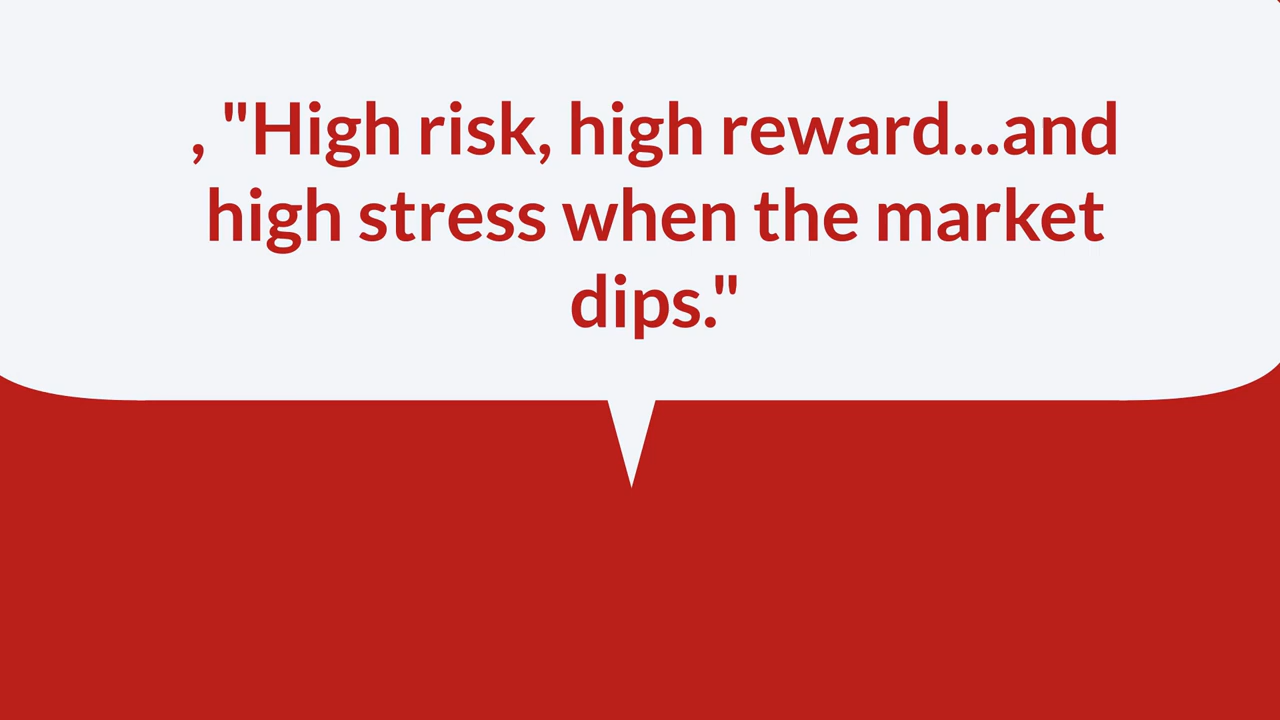 , "High risk, high reward...and
high stress when the market
dips."